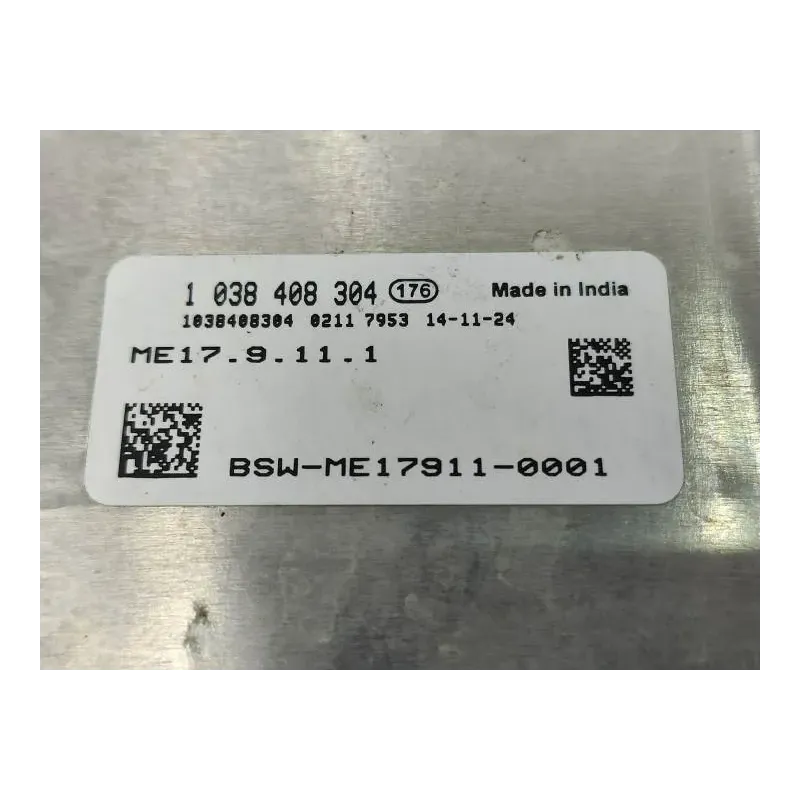 1 038 408 304 176 Made in India
1038408304 0211 7953 14-11-24
ME17.9.11.1
BSW-ME17911-0001